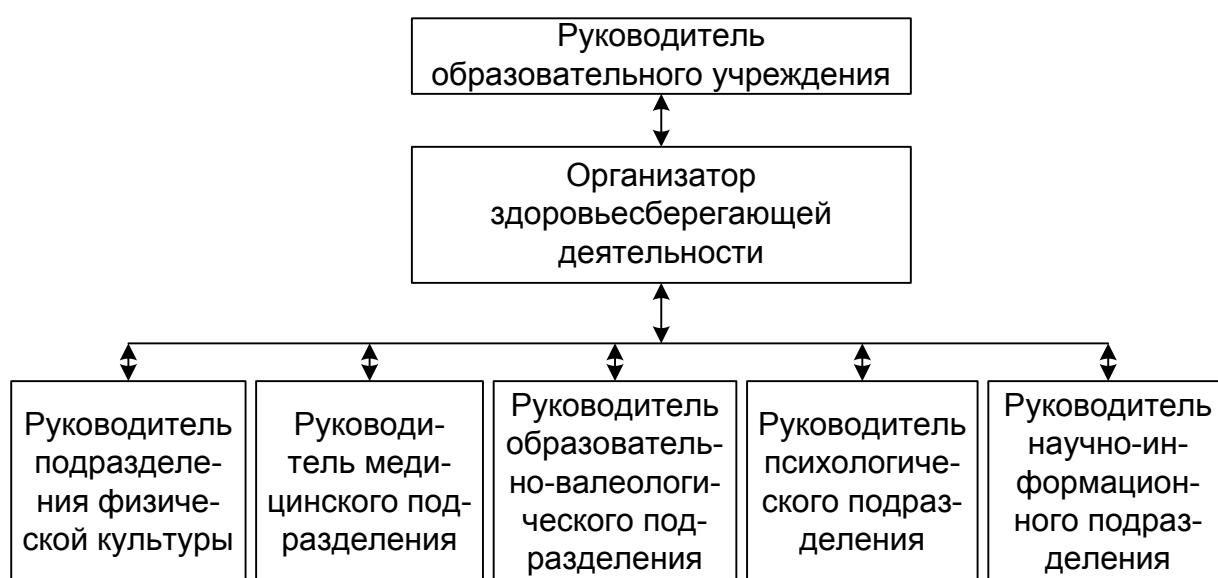 Руководитель
образовательного учреждения
Организатор
здоровьесберегающей
деятельности
Руководитель
подразделе-
ния физиче-
ской культуры
Руководи-
тель меди-
цинского под-
разделения
Руководитель
образователь-
но-валеологи-
ческого под-
разделения
Руководитель
психологиче-
ского подраз-
деления
Руководитель
научно-ин-
формацион-
ного подраз-
деления